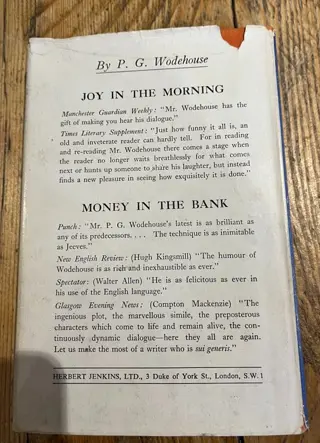 By P. G. Wodehouse
JOY IN THE MORNING
Manchester Guardian Weekly: "Mr. Wodehouse has the
gift of making you hear his dialogue."
Times Literary Supplement: "Just how funny it all is, an
old and inveterate reader can hardly tell. For in reading
and re-reading Mr. Wodehouse there comes a stage when
the reader no longer waits breathlessly for what comes
next or hunts up someone to share his laughter, but instead
finds a new pleasure in seeing how exquisitely it is done."
MONEY IN THE BANK
Punch: "Mr. P. G. Wodehouse's latest is as brilliant as
any of its predecessors. . . . The technique is as inimitable
as Jeeves."
New English Review: (Hugh Kingsmill) "The humour of
Wodehouse is as rich and inexhaustible as ever."
Spectator: (Walter Allen) "He is as felicitous as ever in
his use of the English language."
Glasgow Evening News: (Compton Mackenzie) "The
ingenious plot, the marvellous simile, the preposterous
characters which come to life and remain alive, the con-
tinuously dynamic dialogue—here they all are again.
Let us make the most of a writer who is sui generis."
HERBERT JENKINS, LTD., 3 Duke of York St., London, S.W.1